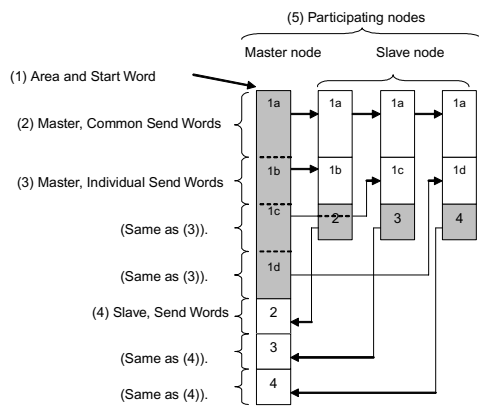 (5) Participating nodes
Master node
Slave node
(1) Area and Start Word
1a
1a
1a
1a
(2) Master, Common Send Words
1b
1b
1c
1d
(3) Master, Individual Send Words
1c
2
3
4
(Same as (3)).
1d
(Same as (3)).
(4) Slave, Send Words
2
3
(Same as (4)).
4
(Same as (4)).